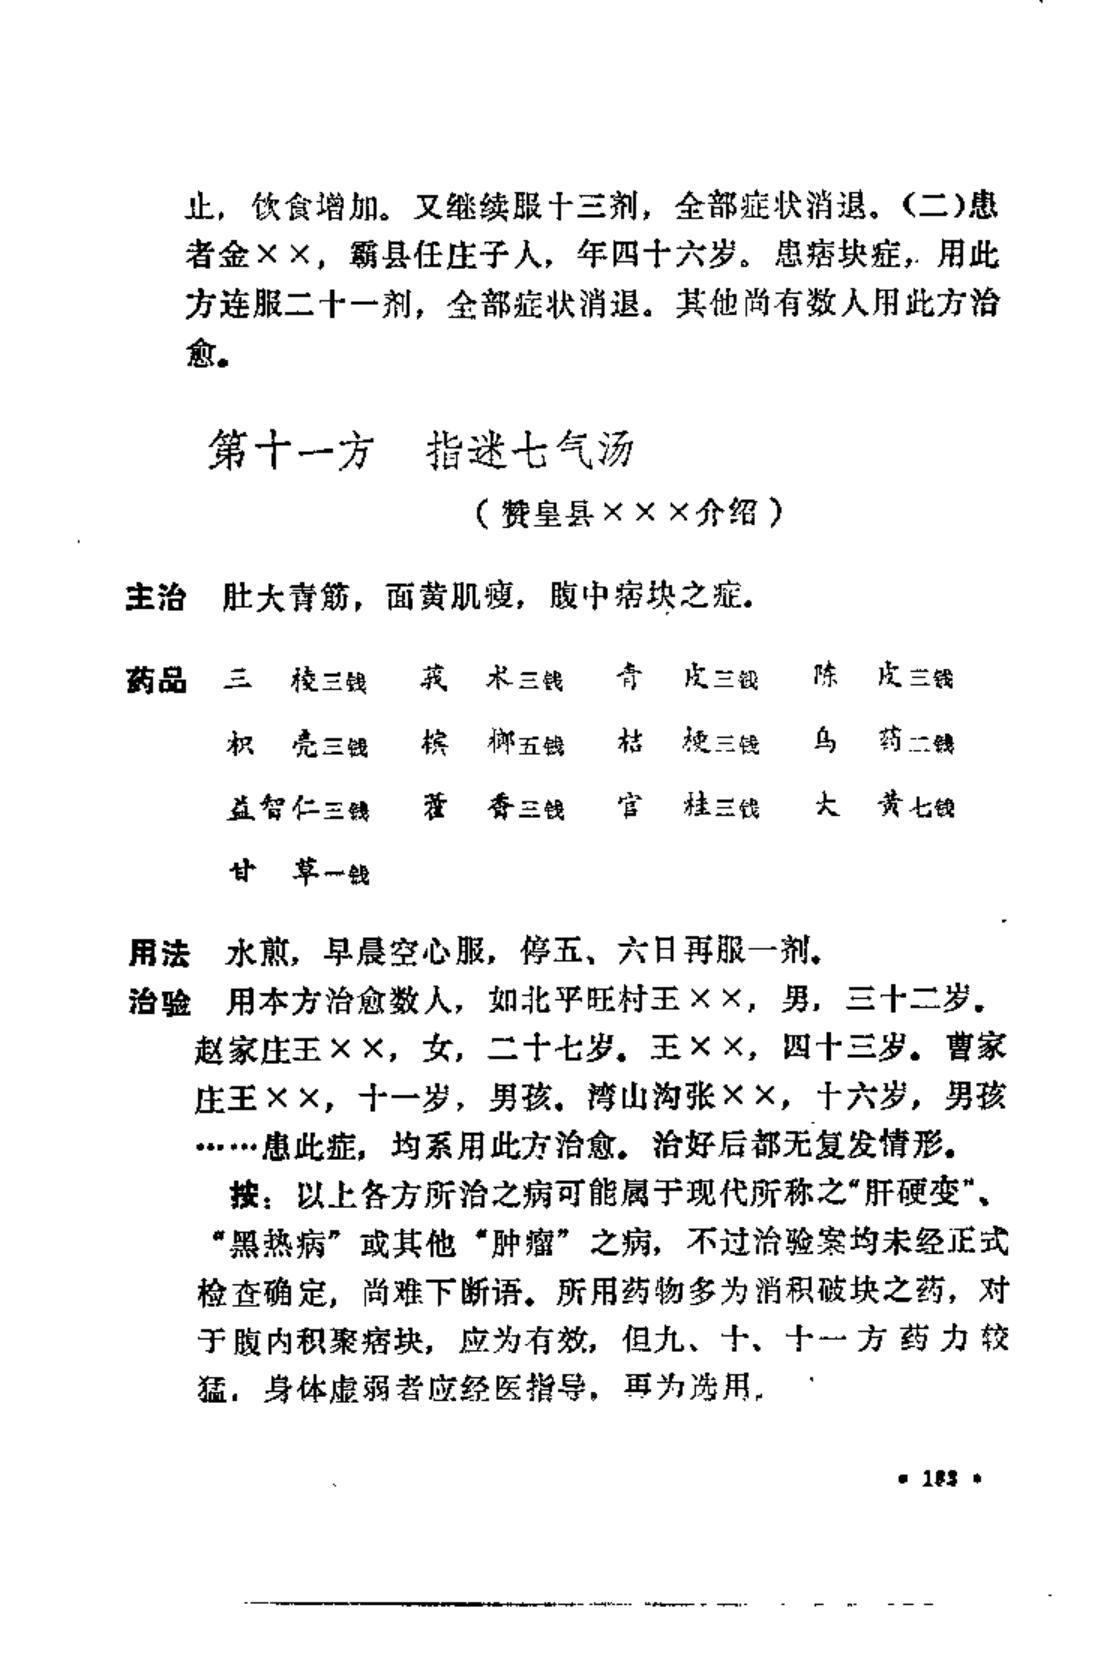 止，饮食增加。又继续服十三剂，全部症状消退。（二）患
者金××，霸县任庄子人，年四十六岁。患痞块症，用此
方连服二十一剂，全部症状消退。其他尚有数人用此方治
愈。
第十一方　指迷七气汤
（赞皇县×××介绍）
主治　肚大青筋，面黄肌瘦，腹中痞块之症。
药品　三　棱三钱　莪　术三钱　青　皮三钱　陈　皮三钱
枳　壳三钱　槟　榔五钱　桔　梗三钱　乌　药二钱
益智仁三钱　藿　香三钱　官　桂三钱　大　黄七钱
甘　草一钱
用法　水煎，早晨空心服，停五、六日再服一剂。
治验　用本方治愈数人，如北平旺村王××，男，三十二岁。
赵家庄王××，女，二十七岁。王××，四十三岁。曹家
庄王××，十一岁，男孩。湾山沟张××，十六岁，男孩
……患此症，均系用此方治愈。治好后都无复发情形。
按：以上各方所治之病可能属于现代所称之“肝硬变”、
“黑热病”或其他“肿瘤”之病，不过治验案均未经正式
检查确定，尚难下断语。所用药物多为消积破块之药，对
于腹内积聚痞块，应为有效，但九、十、十一方药力较
猛，身体虚弱者应经医指导，再为选用。